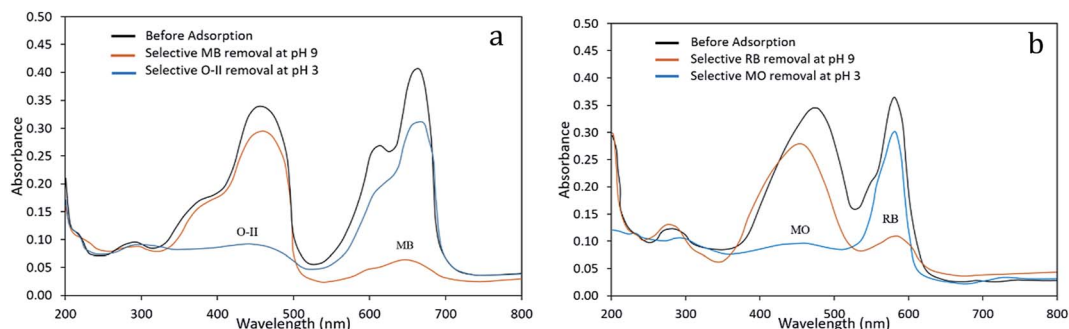 a
0.50
0.45
0.40
0.35
0.30
0.25
0.20
0.15
0.10
0.05
0.00
Absorbance
Before Adsorption
Selective MB removal at pH 9
Selective O-II removal at pH 3
O-II
MB
200 300 400 500 600 700 800
Wavelength (nm)
b
0.50
0.45
0.40
0.35
0.30
0.25
0.20
0.15
0.10
0.05
0.00
Absorbance
Before Adsorption
Selective RB removal at pH 9
Selective MO removal at pH 3
MO
RB
200 300 400 500 600 700 800
Wavelength (nm)